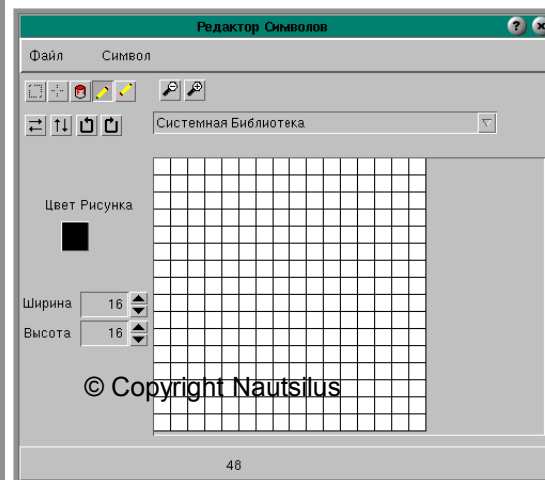 Редактор Символов
Файл Символ
Системная Библиотека
Цвет Рисунка
Ширина 16
Высота 16
© Copyright Nautsilus
48